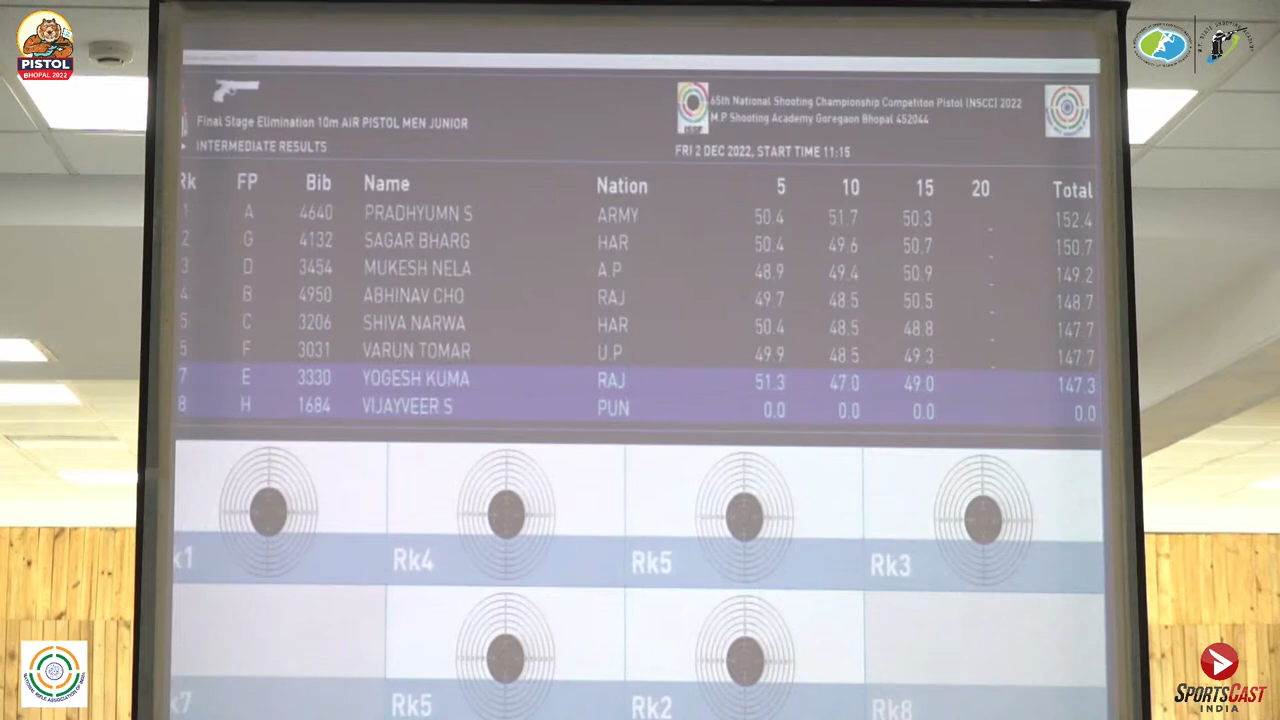 PISTOL
BHOPAL 2022
65th National Shooting Championship Competiton Pistol (NSCC) 2022
M.P Shooting Academy Goregaon Bhopal 452044
Final Stage Elimination 10m AIR PISTOL MEN JUNIOR
INTERMEDIATE RESULTS
FRI 2 DEC 2022, START TIME 11:15
Rk FP Bib Name Nation 5 10 15 20 Total
1 A 4640 PRADHYUMN S ARMY 50.4 51.7 50.3 - 152.4
2 G 4132 SAGAR BHARG HAR 50.4 49.6 50.7 - 150.7
3 D 3454 MUKESH NELA A.P 48.9 49.4 50.9 - 149.2
4 B 4950 ABHINAV CHO RAJ 49.7 48.5 50.5 - 148.7
5 C 3206 SHIVA NARWA HAR 50.4 48.5 48.8 - 147.7
5 F 3031 VARUN TOMAR U.P 49.9 48.5 49.3 - 147.7
7 E 3330 YOGESH KUMA RAJ 51.3 47.0 49.0 147.3
8 H 1684 VIJAYVEER S PUN 0.0 0.0 0.0 0.0
k1 Rk4 Rk5 Rk3
k7 Rk5 Rk2 Rk8
NATIONAL RIFLE ASSOCIATION OF INDIA
SPORTSCAST
INDIA